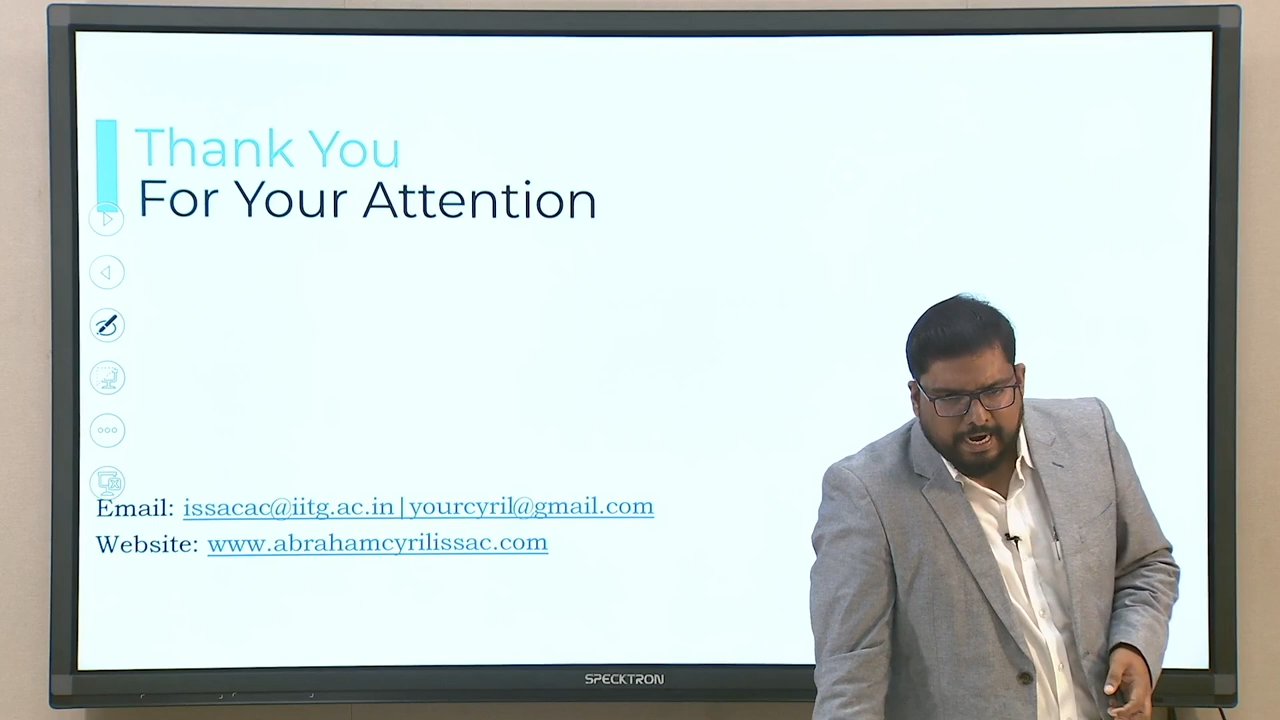 Thank You
For Your Attention
Email: issacac@iitg.ac.in|yourcyril@gmail.com
Website: www.abrahamcyrilissac.com
SPECKTRON